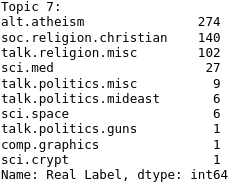 Topic 7:
alt.atheism               274
soc.religion.christian    140
talk.religion.misc        102
sci.med                    27
talk.politics.misc          9
talk.politics.mideast       6
sci.space                   6
talk.politics.guns          1
comp.graphics               1
sci.crypt                   1
Name: Real Label, dtype: int64